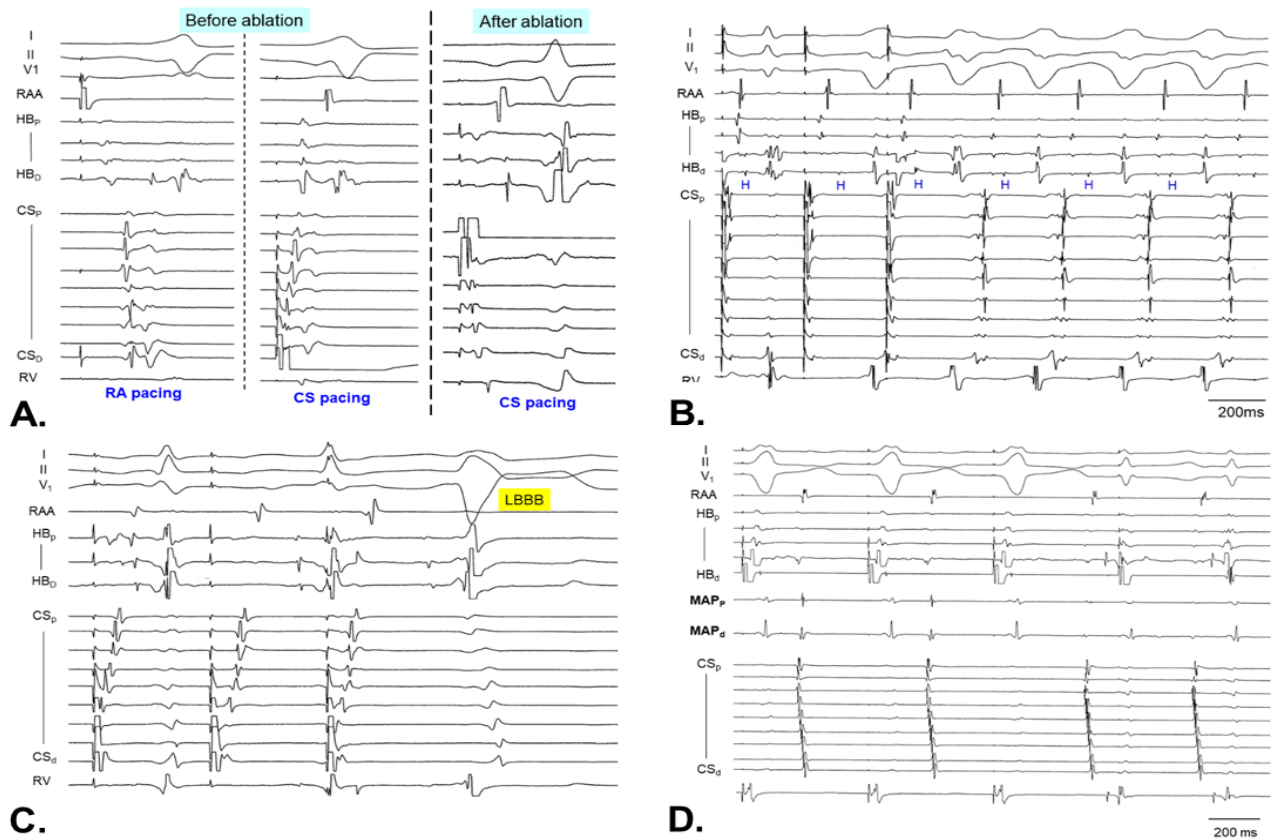 Before ablation
After ablation
I
II
V1
RAA
HBP
HBD
CSP
CSD
RV
RA pacing
CS pacing
CS pacing
A.
I
II
V1
RAA
HBp
HBd
H H H H H H
CSp
CSd
RV
200ms
B.
I
II
V1
RAA
LBBB
HBp
HBD
CSp
CSd
RV
C.
I
II
V1
RAA
HBp
HBd
MAPP
MAPd
CSp
CSd
200 ms
D.